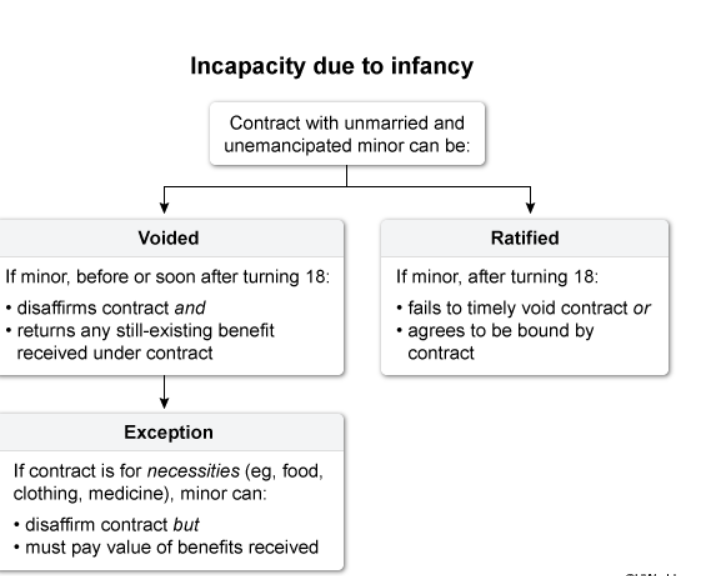 Incapacity due to infancy
Contract with unmarried and
unemancipated minor can be:
Voided
If minor, before or soon after turning 18:
• disaffirms contract and
• returns any still-existing benefit
received under contract
Ratified
If minor, after turning 18:
• fails to timely void contract or
• agrees to be bound by
contract
Exception
If contract is for necessities (eg, food,
clothing, medicine), minor can:
• disaffirm contract but
• must pay value of benefits received